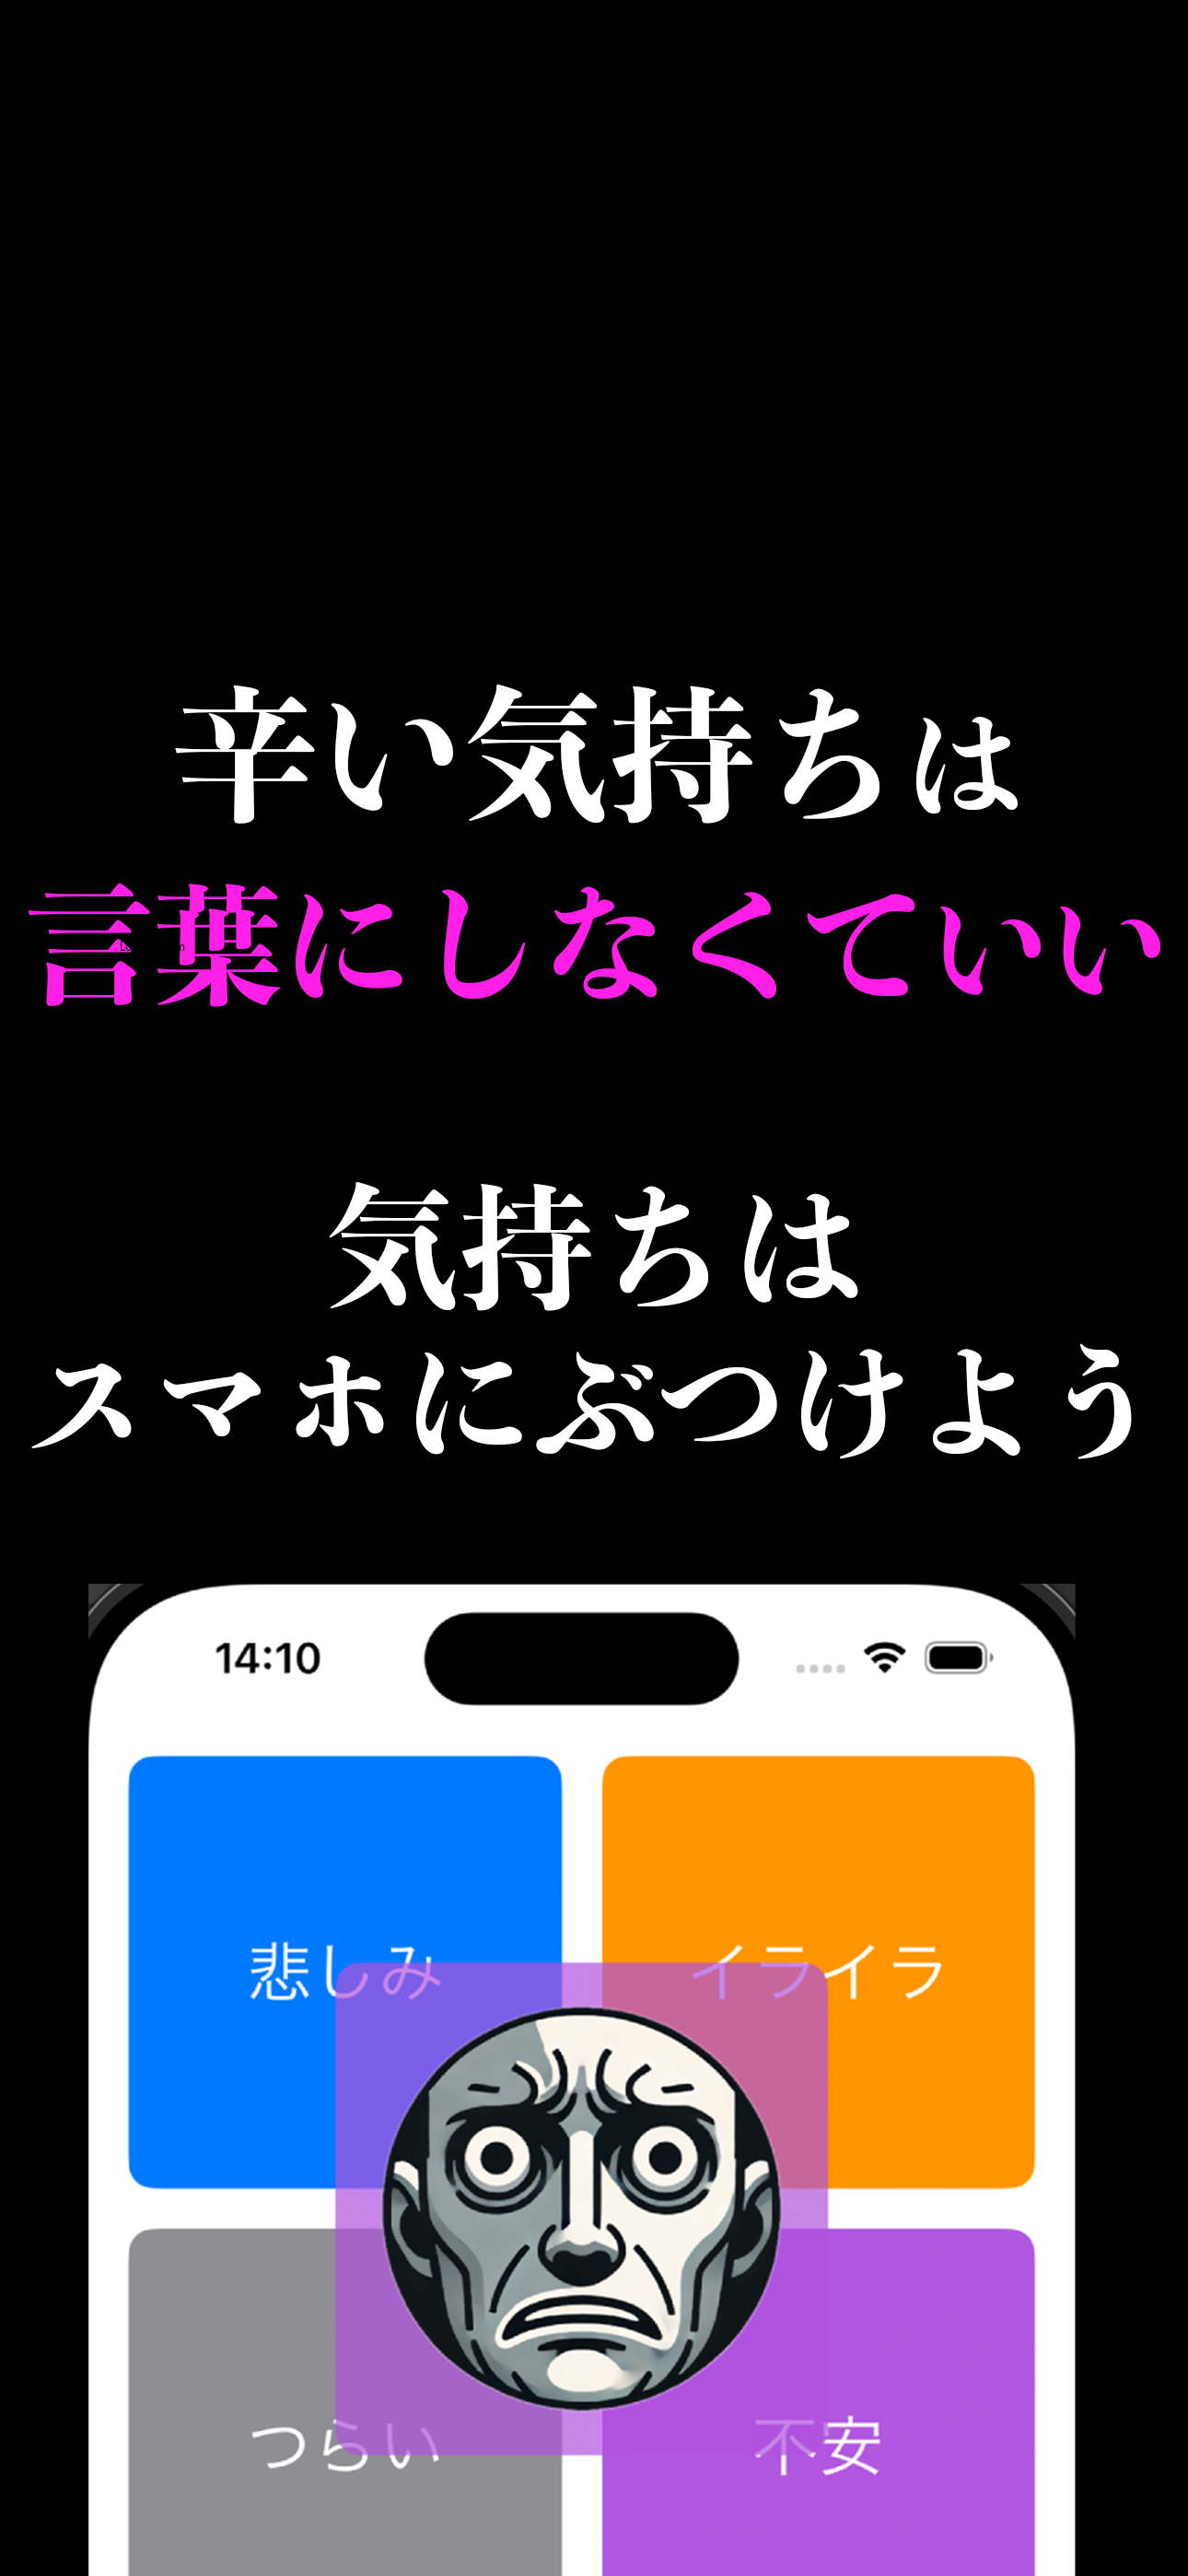 辛い気持ちは
言葉にしなくていい
気持ちは
スマホにぶつけよう
14:10
悲しみ
イライラ
つらい
不安